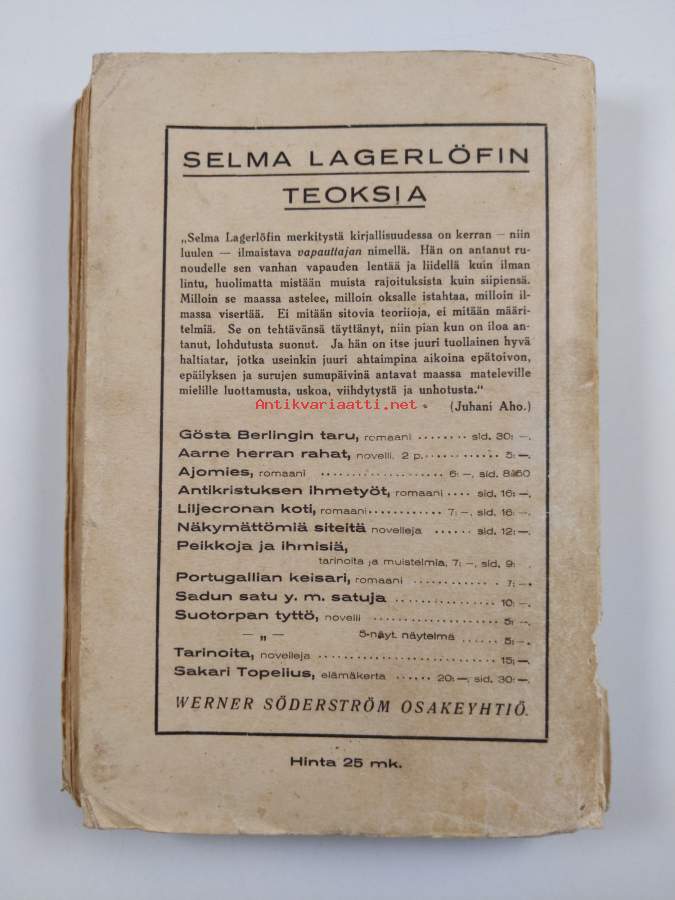 SELMA LAGERLÖFIN
TEOKSIA
„Selma Lagerlöfin merkitystä kirjallisuudessa on kerran — niin
luulen — ilmaistava vapauttajan nimellä. Hän on antanut ru-
noudelle sen vanhan vapauden lentää ja liidellä kuin ilman
lintu, huolimatta mistään muista rajoituksista kuin siipiensä.
Milloin se maassa astelee, milloin oksalle istahtaa, milloin il-
massa visertää. Ei mitään sitovia teoriioja, ei mitään määri-
telmiä. Se on tehtävänsä täyttänyt, niin pian kun on iloa an-
tanut, lohdutusta suonut. Ja hän on itse juuri tuollainen hyvä
haltiatar, jotka useinkin juuri ahtaimpina aikoina epätoivon,
epäilyksen ja surujen sumupäivinä antavat maassa mateleville
mielille luottamusta, uskoa, viihdytystä ja unhotusta."
Antikvariaatti.net
(Juhani Aho.)
Gösta Berlingin taru, romaani ........ sid. 30: —.
Aarne herran rahat, novelli. 2 p. ............ 5: —.
Ajomies, romaani .................. 6: —, sid. 8:50
Antikristuksen ihmetyöt, romaani .... sid. 16: —.
Liljecronan koti, romaani ............ 7: —, sid. 16: —.
Näkymättömiä siteitä novelleja ...... sid. 12: —.
Peikkoja ja ihmisiä,
tarinoita ja muistelmia, 7: —, sid. 9:
Portugallian keisari, romaani ............ 7: —.
Sadun satu y. m. satuja ............... 10: —.
Suotorpan tyttö, novelli ................ 5: —.
— „ — 5-näyt. näytelmä ...... 5: —.
Tarinoita, novelleja ........................ 15: —.
Sakari Topelius, elämäkerta ...... 20: —, sid. 30: —.
WERNER SÖDERSTRÖM OSAKEYHTIÖ.
Hinta 25 mk.